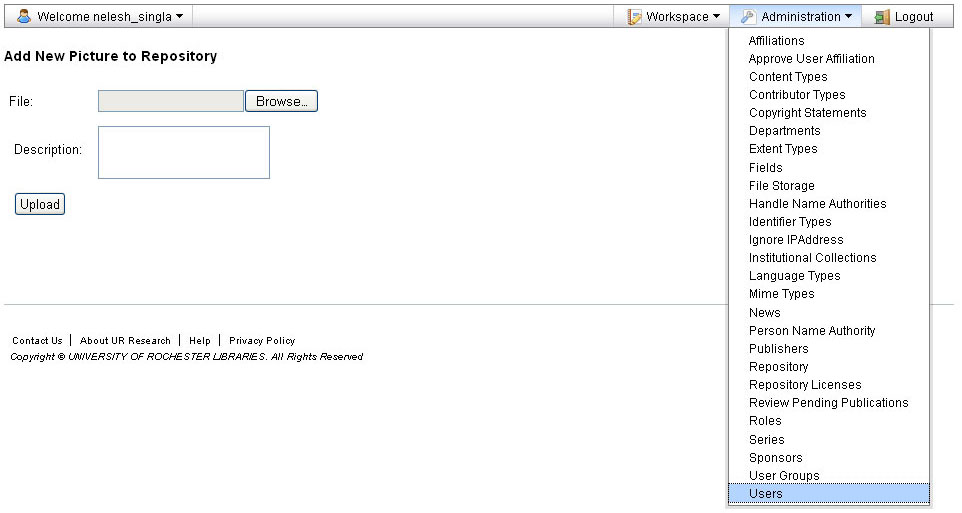 Welcome nelesh_singla
Workspace
Administration
Logout
Add New Picture to Repository
File:
Browse...
Description:
Upload
Affiliations
Approve User Affiliation
Content Types
Contributor Types
Copyright Statements
Departments
Extent Types
Fields
File Storage
Handle Name Authorities
Identifier Types
Ignore IPAddress
Institutional Collections
Language Types
Mime Types
News
Person Name Authority
Publishers
Repository
Repository Licenses
Review Pending Publications
Roles
Series
Sponsors
User Groups
Users
Contact Us | About UR Research | Help | Privacy Policy
Copyright © UNIVERSITY OF ROCHESTER LIBRARIES. All Rights Reserved